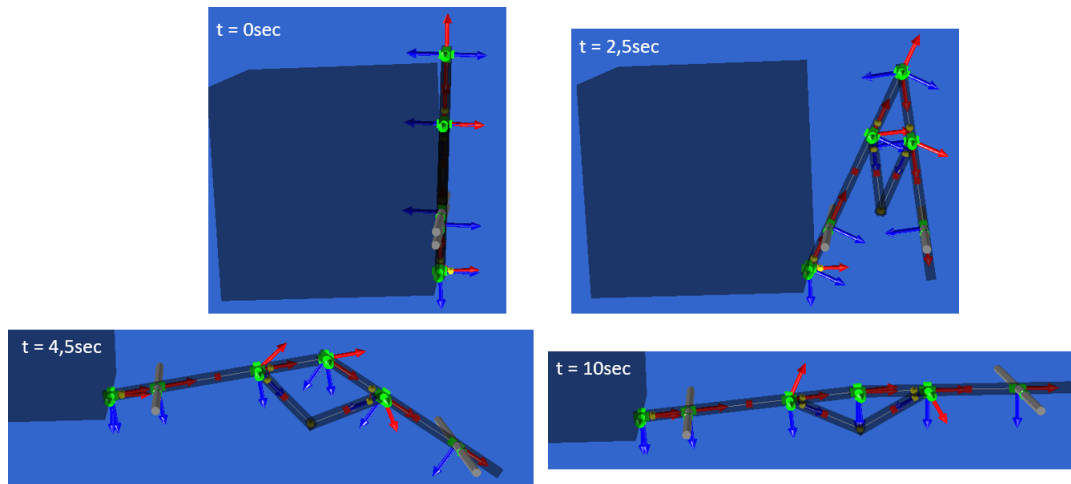 t = 0sec
t = 2,5sec
t = 4,5sec
t = 10sec